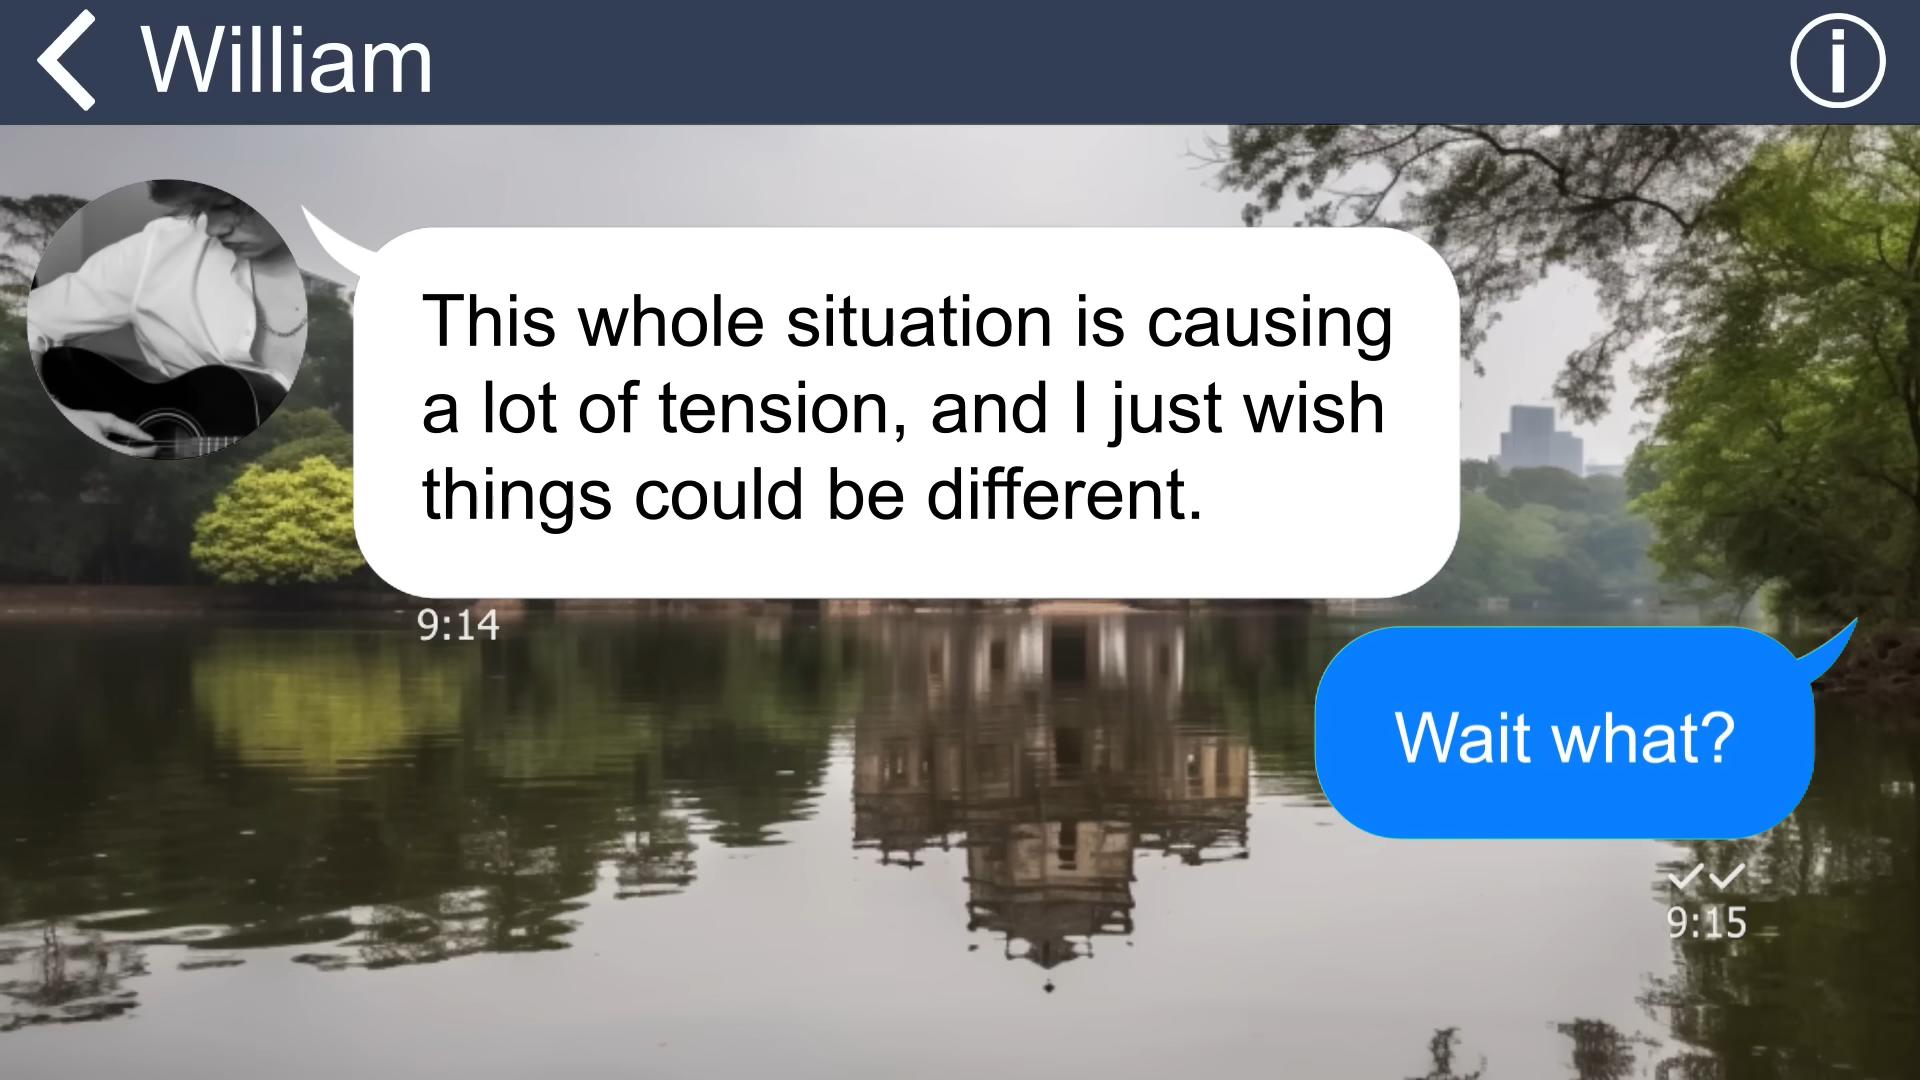 William
This whole situation is causing
a lot of tension, and I just wish
things could be different.
9:14
Wait what?
9:15